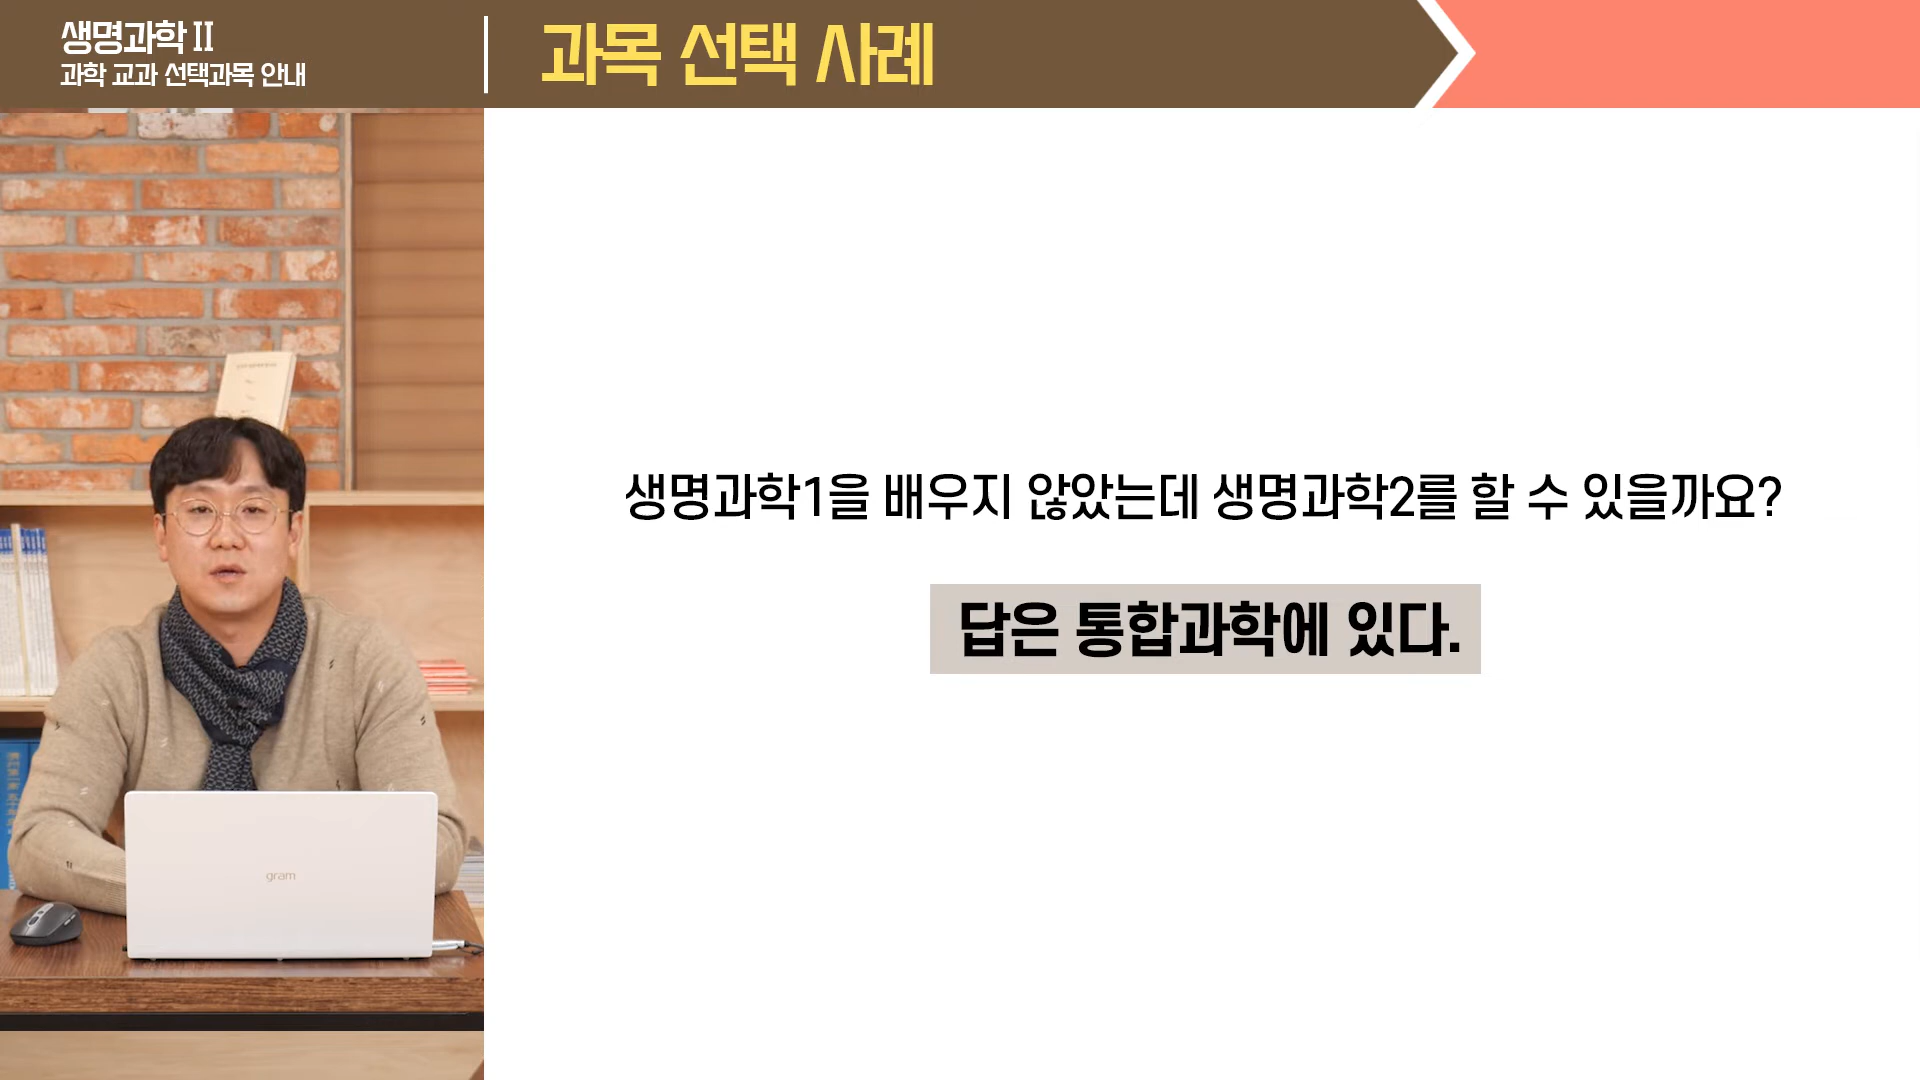 생명과학 II
과학 교과 선택과목 안내
과목 선택 사례
생명과학1을 배우지 않았는데 생명과학2를 할 수 있을까요?
답은 통합과학에 있다.
gram